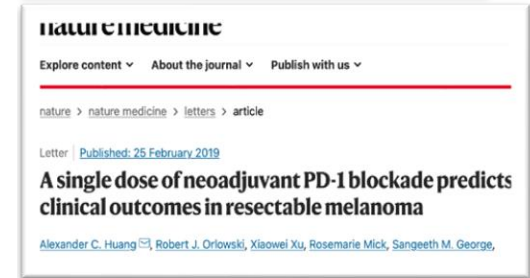 nature medicine
Explore content About the journal Publish with us
nature > nature medicine > letters > article
Letter | Published: 25 February 2019
A single dose of neoadjuvant PD-1 blockade predicts
clinical outcomes in resectable melanoma
Alexander C. Huang, Robert J. Orlowski, Xiaowei Xu, Rosemarie Mick, Sangeeth M. George,